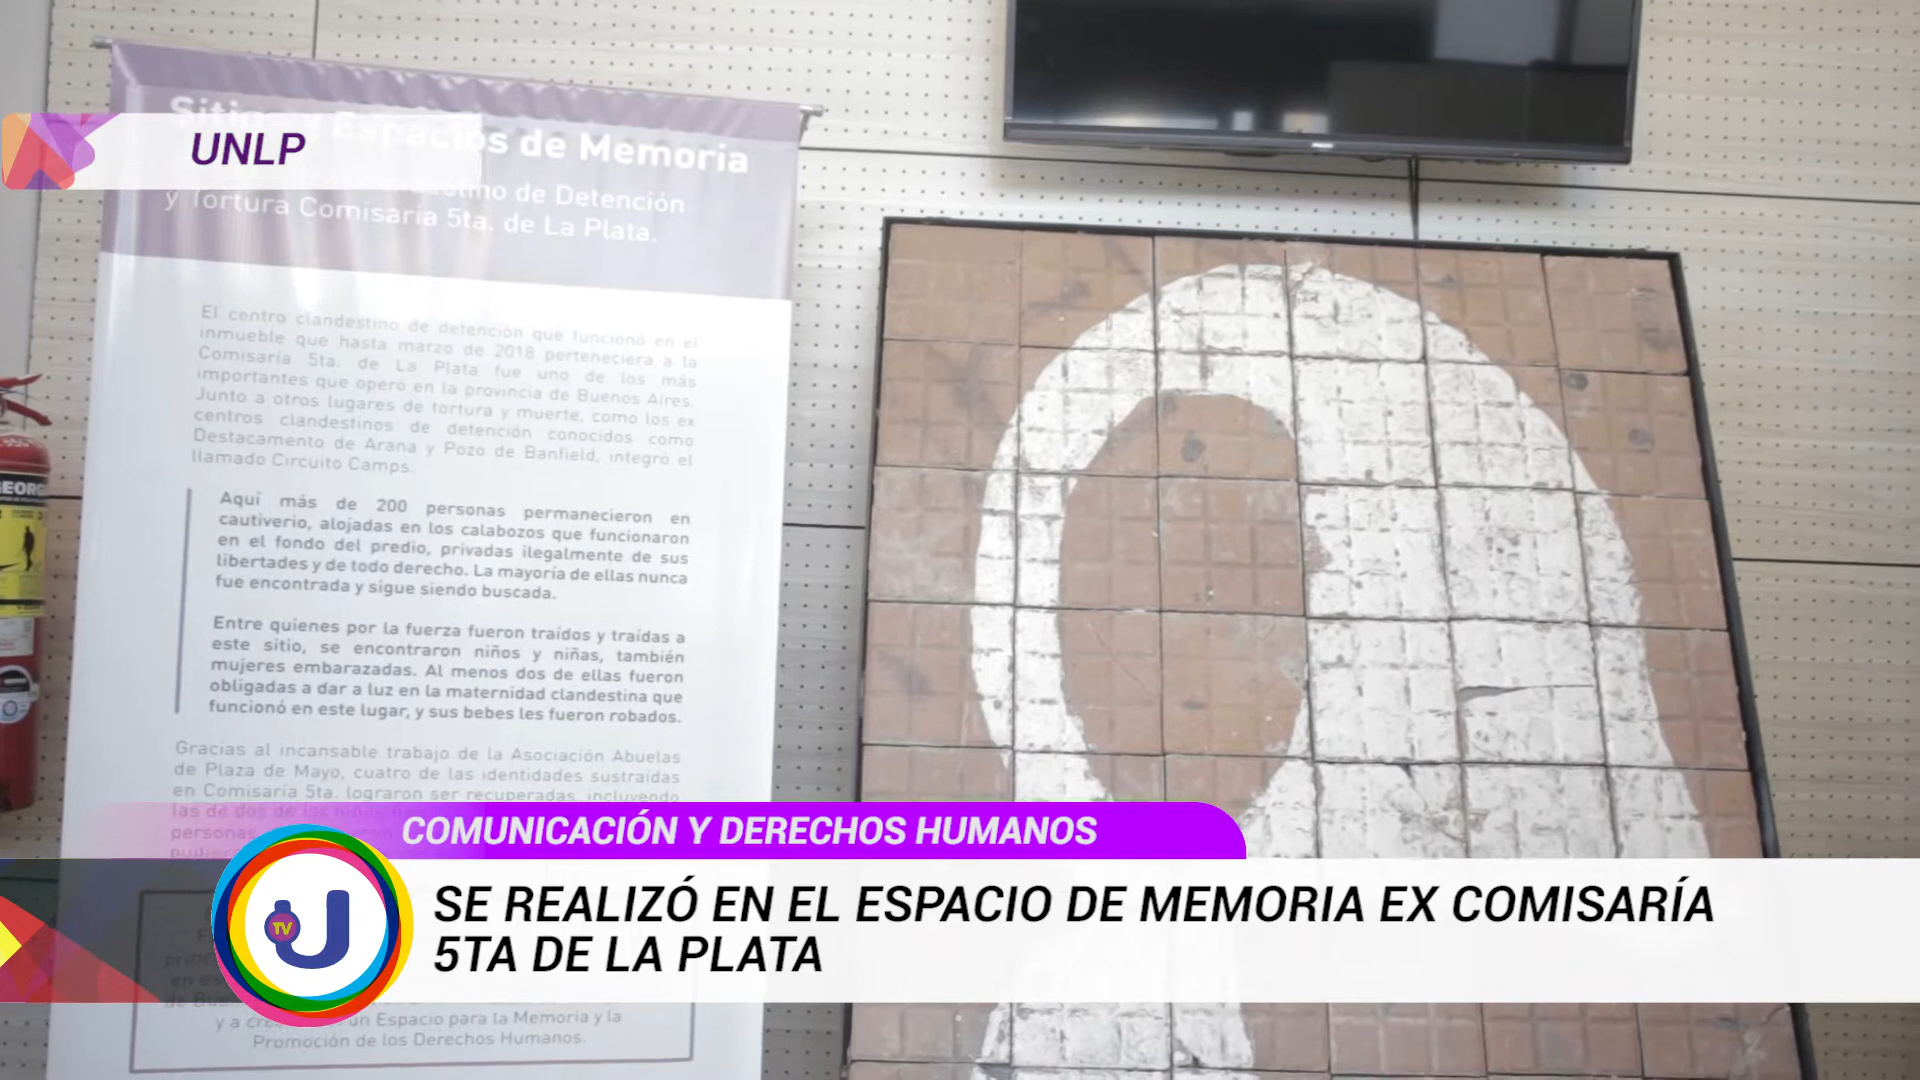 UNLP
Sitios y Espacios de Memoria
de Detención
y Tortura Comisaría 5ta. de La Plata.
El centro clandestino de detención que funcionó en el
inmueble que hasta marzo de 2018 perteneciera a la
Comisaría 5ta. de La Plata fue uno de los más
importantes que operó en la provincia de Buenos Aires.
Junto a otros lugares de tortura y muerte, como los ex
centros clandestinos de detención conocidos como
Destacamento de Arana y Pozo de Banfield, integró el
llamado Circuito Camps.
Aquí más de 200 personas permanecieron en
cautiverio, alojadas en los calabozos que funcionaron
en el fondo del predio, privadas ilegalmente de sus
libertades y de todo derecho. La mayoría de ellas nunca
fue encontrada y sigue siendo buscada.
Entre quienes por la fuerza fueron traídos y traídas a
este sitio, se encontraron niños y niñas, también
mujeres embarazadas. Al menos dos de ellas fueron
obligadas a dar a luz en la maternidad clandestina que
funcionó en este lugar, y sus bebes les fueron robados.
Gracias al incansable trabajo de la Asociación Abuelas
de Plaza de Mayo, cuatro de las identidades sustraídas
en Comisaría 5ta. lograron ser recuperadas, incluyendo
las de dos de los
personas
COMUNICACIÓN Y DERECHOS HUMANOS
TV U
SE REALIZÓ EN EL ESPACIO DE MEMORIA EX COMISARÍA
5TA DE LA PLATA
un Espacio para la Memoria y la
Promoción de los Derechos Humanos.